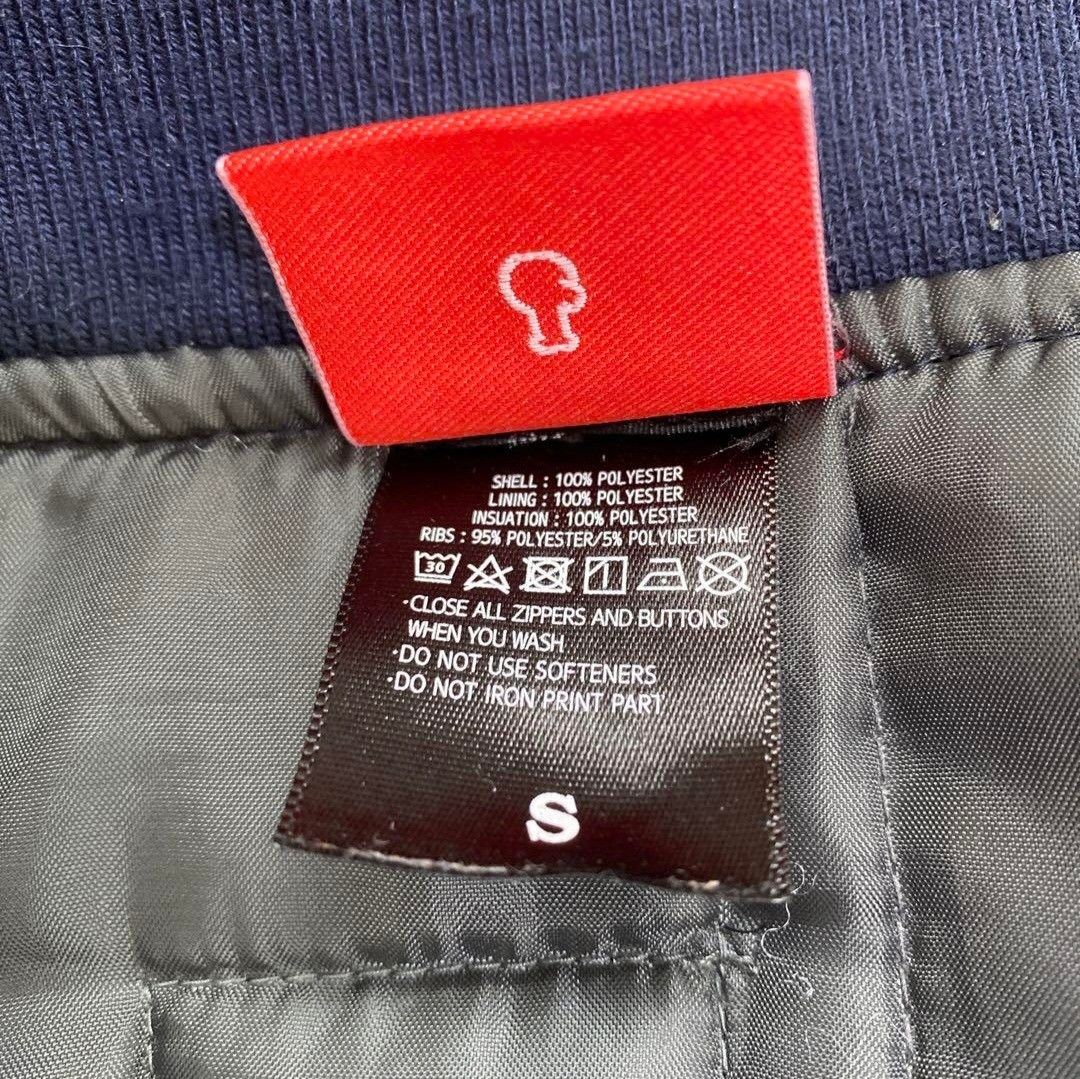 SHELL : 100% POLYESTER
LINING : 100% POLYESTER
INSUATION : 100% POLYESTER
RIBS : 95% POLYESTER/5% POLYURETHANE
30
·CLOSE ALL ZIPPERS AND BUTTONS
WHEN YOU WASH
·DO NOT USE SOFTENERS
·DO NOT IRON PRINT PART
S